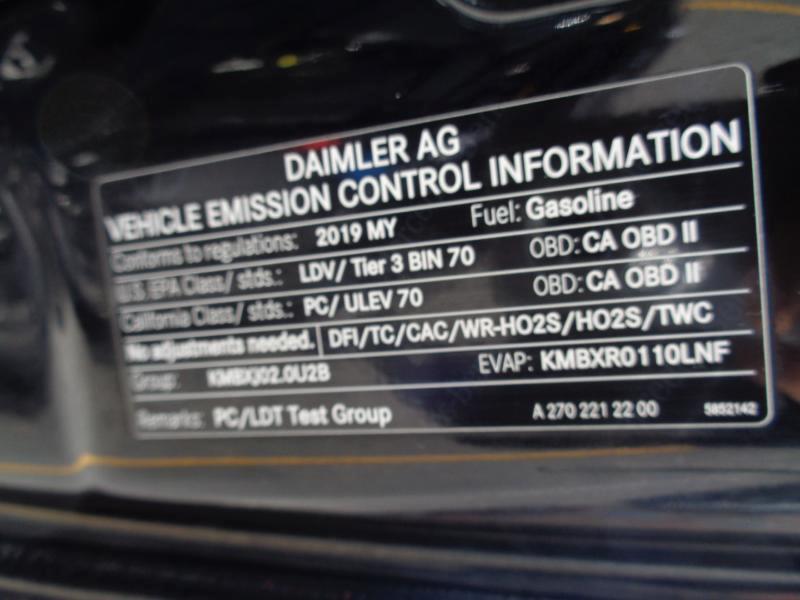 DAIMLER AG
VEHICLE EMISSION CONTROL INFORMATION
Conforms to regulations: 2019 MY Fuel: Gasoline
U.S. EPA Class/ stds.: LDV/ Tier 3 BIN 70 OBD: CA OBD II
California Class/ stds.: PC/ ULEV 70 OBD: CA OBD II
No adjustments needed. DFI/TC/CAC/WR-HO2S/HO2S/TWC
Group: KMBXJ02.0U2B EVAP: KMBXR0110LNF
Remarks: PC/LDT Test Group A 270 221 22 00 5852142